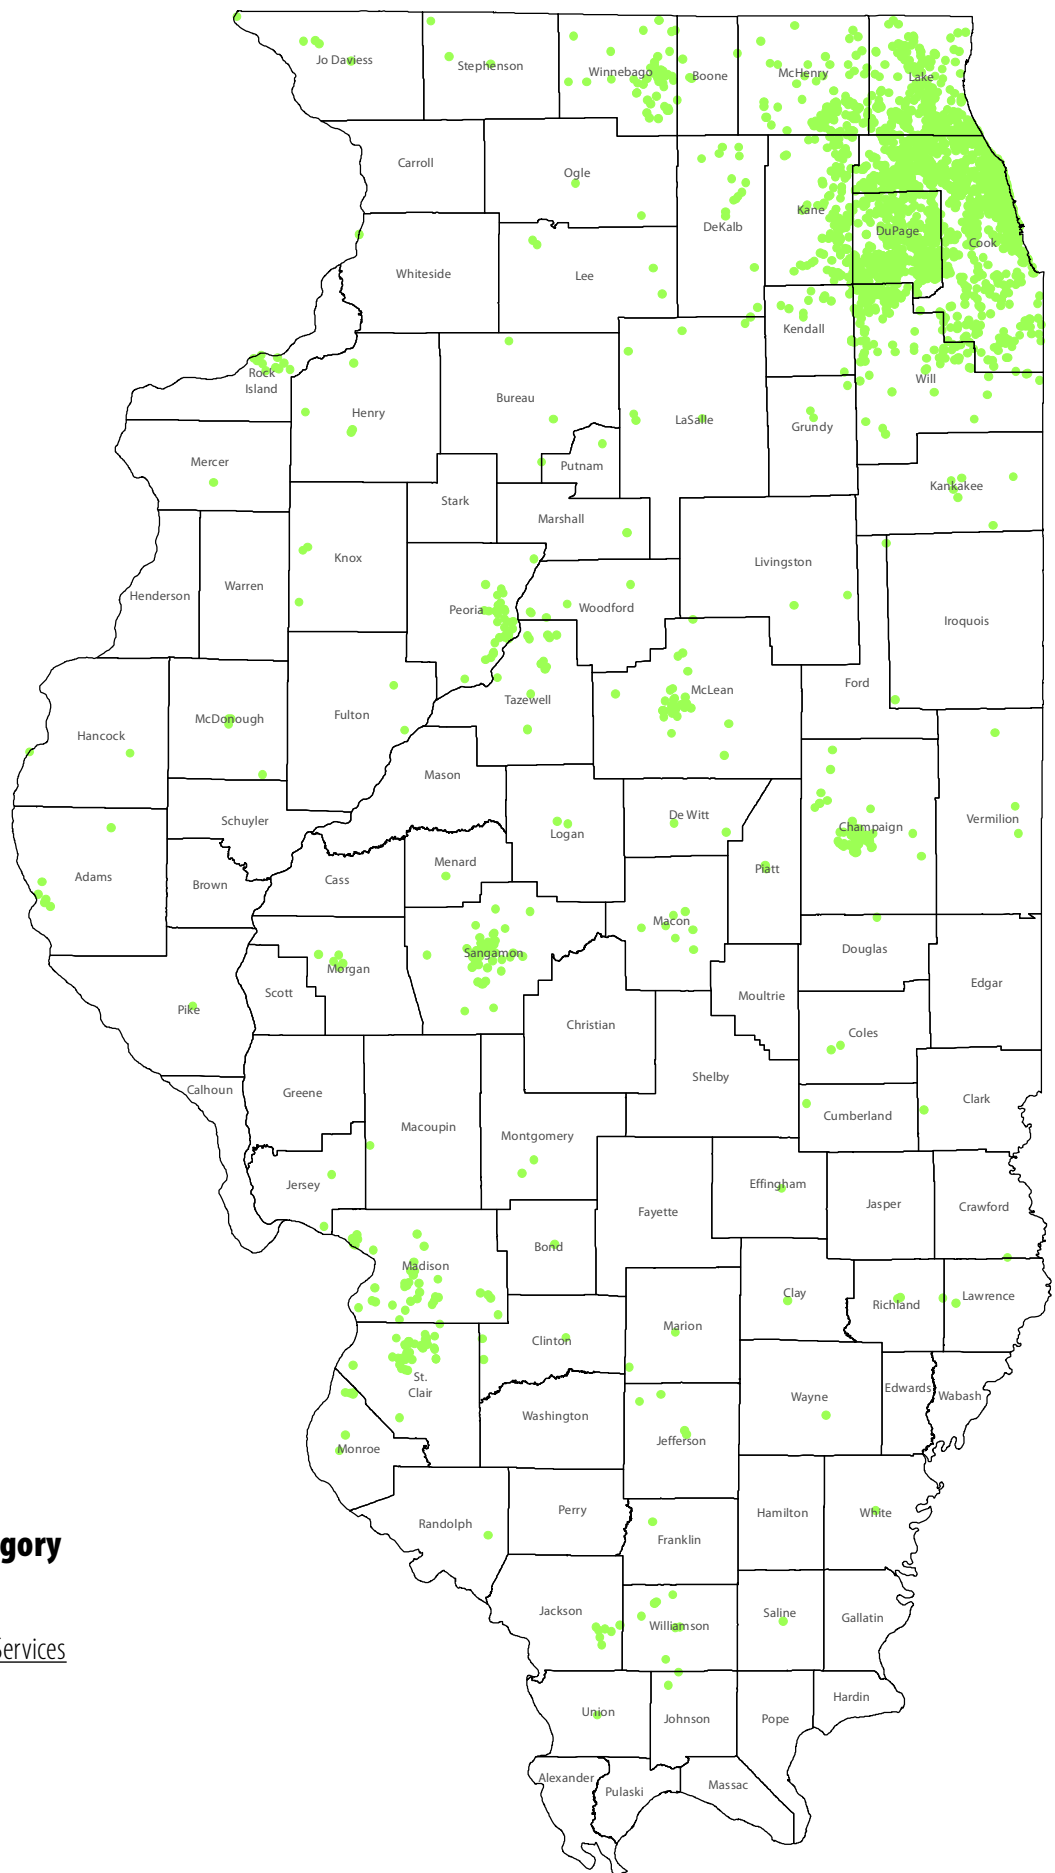 Jo Daviess
Stephenson
Winnebago
Boone
McHenry
Lake
Carroll
Ogle
DeKalb
Kane
DuPage
Cook
Whiteside
Lee
Kendall
Rock
Island
Henry
Bureau
LaSalle
Grundy
Will
Mercer
Putnam
Kankakee
Stark
Marshall
Henderson
Warren
Knox
Peoria
Woodford
Livingston
Iroquois
Ford
Hancock
McDonough
Fulton
Tazewell
McLean
Mason
Schuyler
Logan
De Witt
Champaign
Vermilion
Adams
Brown
Cass
Menard
Piatt
Macon
Pike
Scott
Morgan
Sangamon
Christian
Moultrie
Douglas
Edgar
Coles
Calhoun
Greene
Macoupin
Montgomery
Shelby
Cumberland
Clark
Jersey
Fayette
Effingham
Jasper
Crawford
Madison
Bond
Clay
Richland
Lawrence
Clinton
Marion
St.
Clair
Washington
Wayne
Edwards
Wabash
Monroe
Jefferson
Randolph
Perry
Franklin
Hamilton
White
gory
Jackson
Williamson
Saline
Gallatin
Services
Union
Johnson
Pope
Hardin
Alexander
Pulaski
Massac